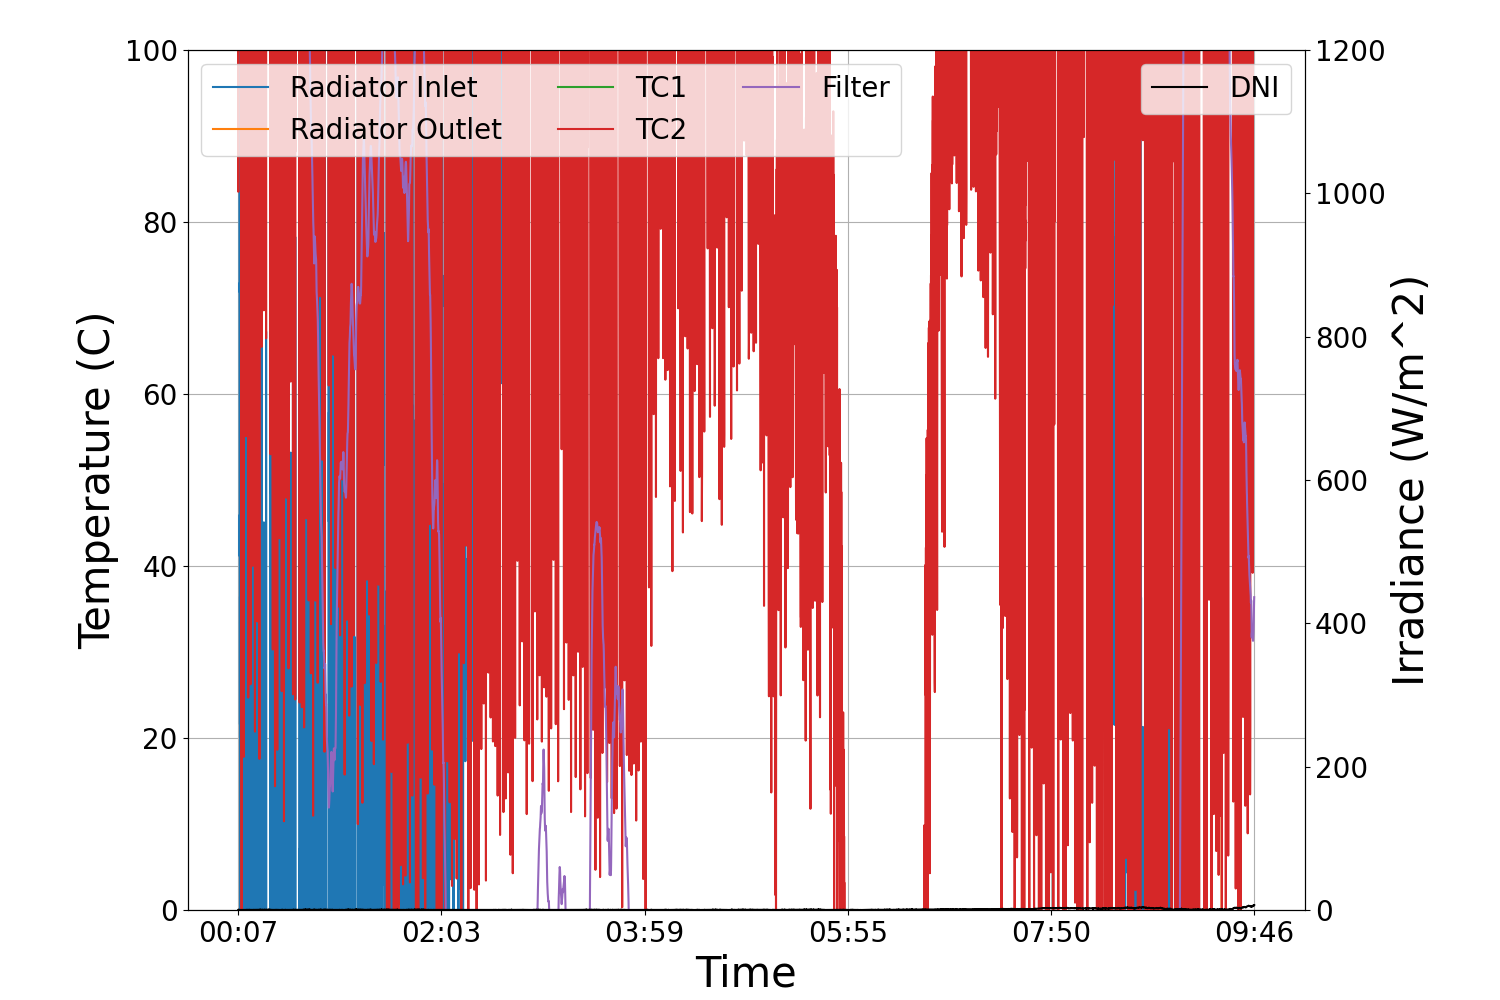 100
80
60
40
20
0
Temperature (C)
Radiator Inlet
Radiator Outlet
TC1
TC2
Filter
DNI
1200
1000
800
600
400
200
0
Irradiance (W/m^2)
00:07
02:03
03:59
05:55
07:50
09:46
Time